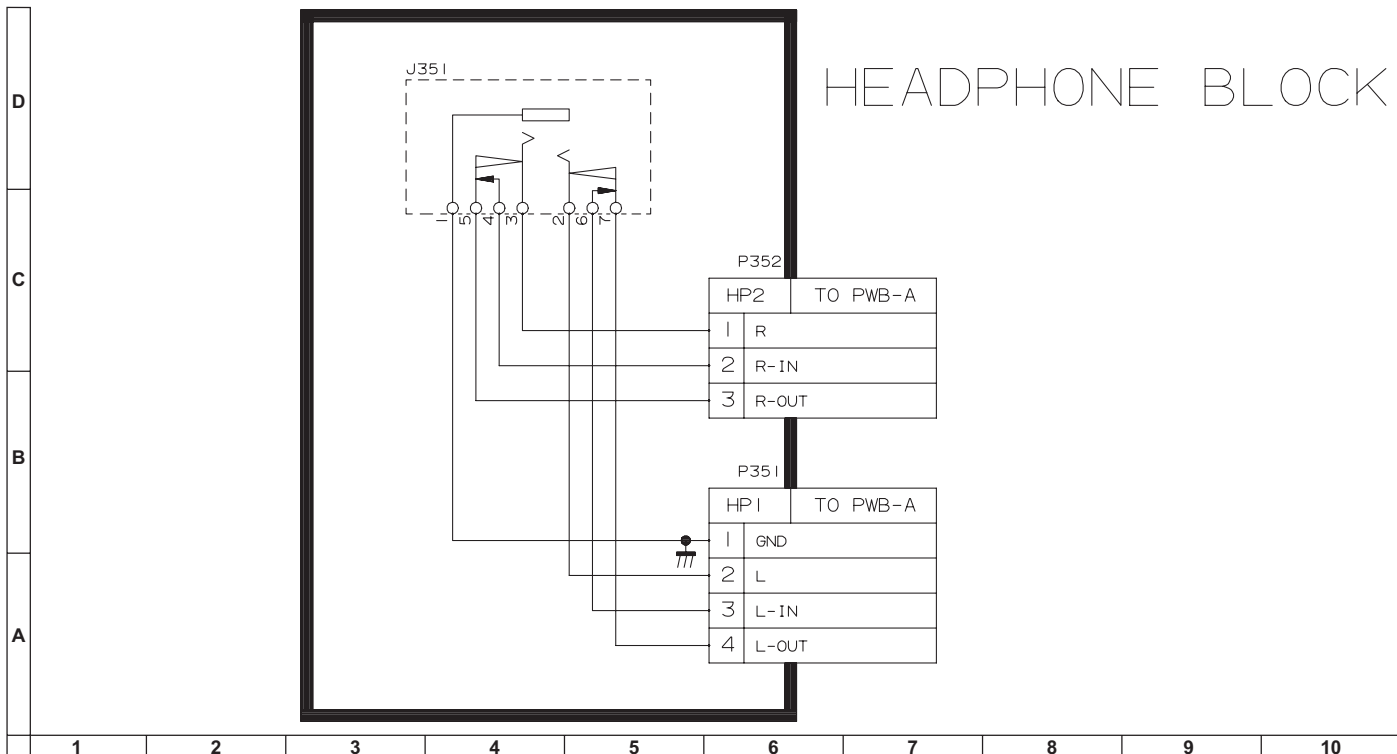 HEADPHONE BLOCK
J351
D
1 5 4 3 2 6 7
C
P352
HP2 TO PWB-A
1 R
2 R-IN
3 R-OUT
B
P351
HP1 TO PWB-A
1 GND
2 L
3 L-IN
4 L-OUT
A
1 2 3 4 5 6 7 8 9 10